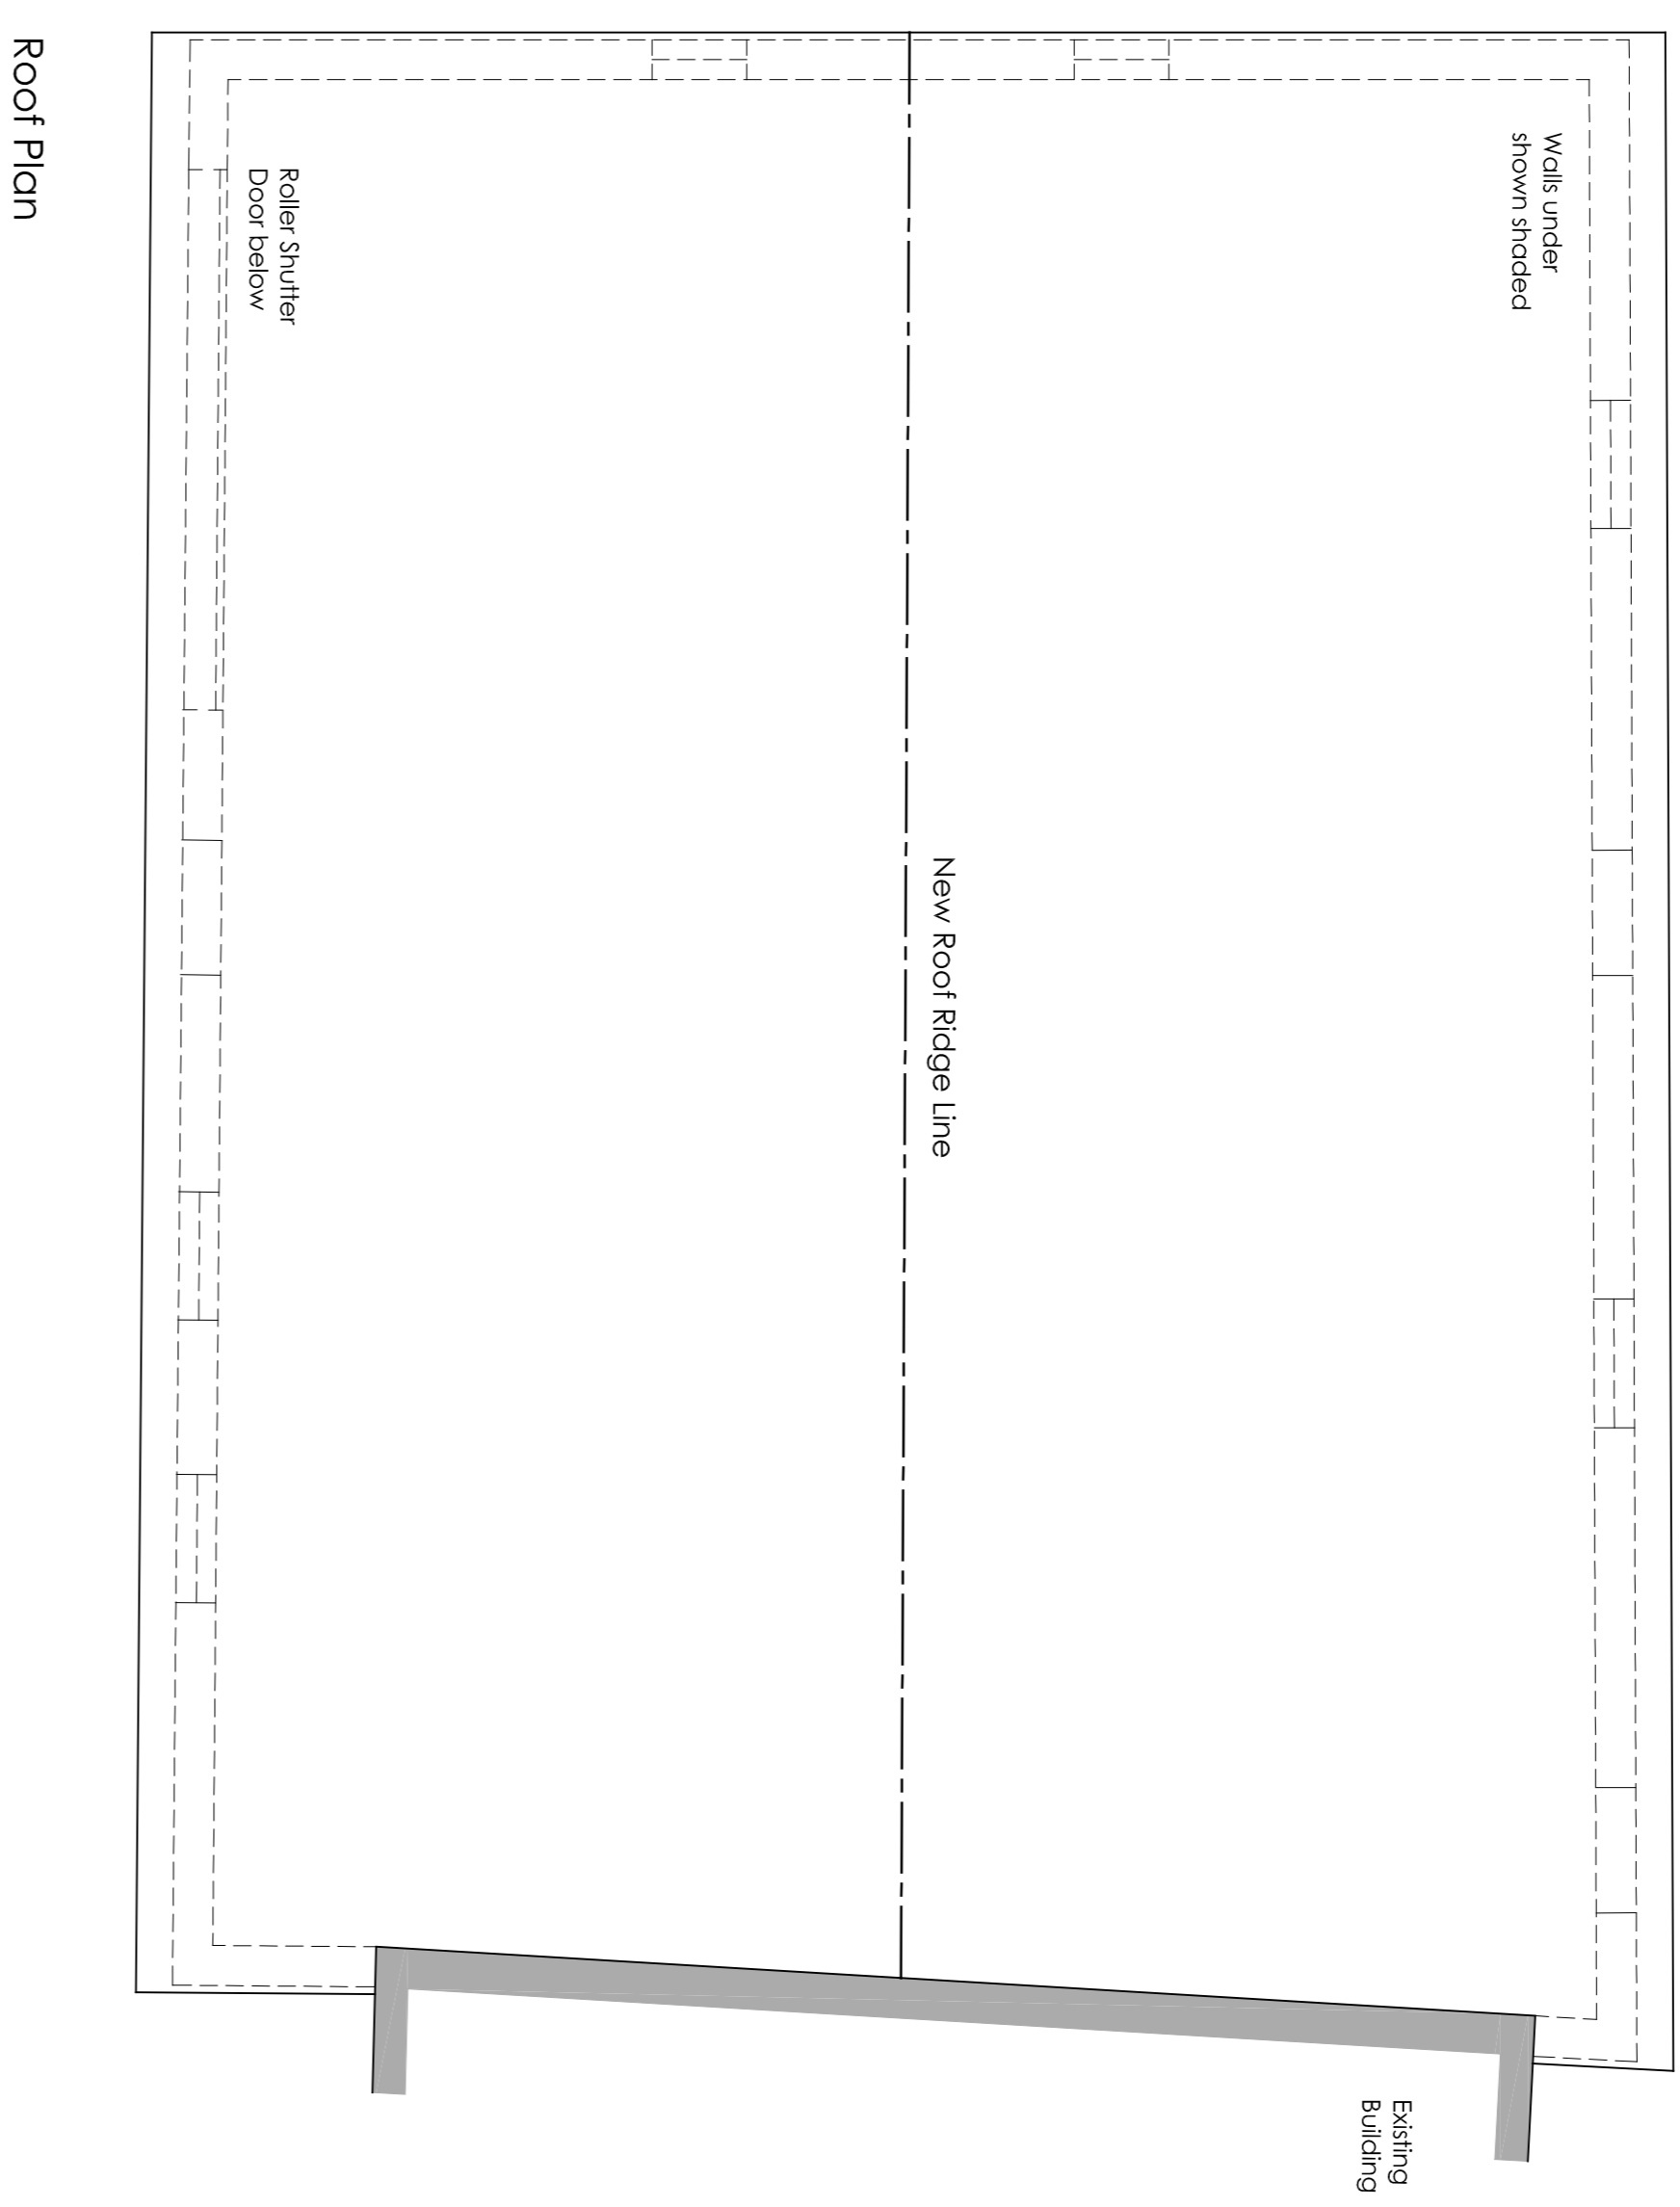 Walls under
shown shaded
New Roof Ridge Line
Roller Shutter
Door below
Existing
Building
Roof Plan